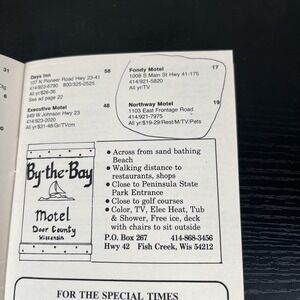 31
Days Inn 58
107 N Pioneer Road Hwy 23-41
414/923-6790 800/325-2525
All yr/$26-36
See ad page 22
Executive Motel 48
649 W Johnson Hwy 23
414/923-2020
All yr/$31-48/Gr/TVcm
Fondy Motel 17
1008 S Main St Hwy 41-175
414/921-5820
All yr/TV
Northway Motel 19
1103 East Frontage Road
414/921-7975
All yr/$19-29/Rest/M/TV/Pets
By-the-Bay
Motel
Door County
Wisconsin
• Across from sand bathing
Beach
• Walking distance to
restaurants, shops
• Close to Peninsula State
Park Entrance
• Close to golf courses
• Color, TV, Elec Heat, Tub
& Shower, Free ice, deck
with chairs to sit outside
P.O. Box 267 414-868-3456
Hwy 42 Fish Creek, Wis 54212
FOR THE SPECIAL TIMES